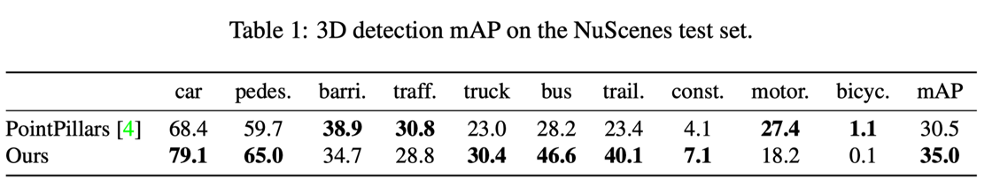 Table 1: 3D detection mAP on the NuScenes test set.
car pedes. barri. traff. truck bus trail. const. motor. bicyc. mAP
PointPillars [4] 68.4 59.7 38.9 30.8 23.0 28.2 23.4 4.1 27.4 1.1 30.5
Ours 79.1 65.0 34.7 28.8 30.4 46.6 40.1 7.1 18.2 0.1 35.0